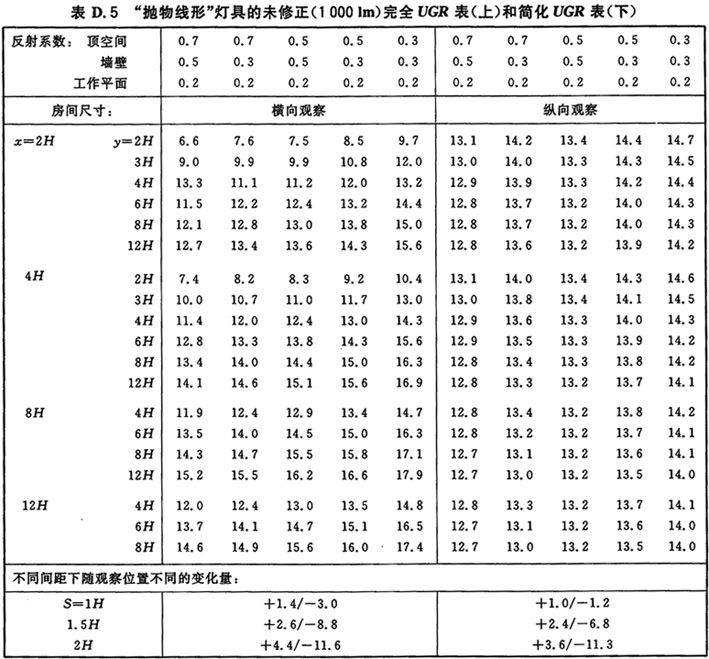 表 D.5 “抛物线形”灯具的未修正(1 000 lm)完全 UGR 表(上)和简化 UGR 表(下)
反射系数: 顶空间 0.7 0.7 0.5 0.5 0.3 0.7 0.7 0.5 0.5 0.3
墙壁 0.5 0.3 0.5 0.3 0.3 0.5 0.3 0.5 0.3 0.3
工作平面 0.2 0.2 0.2 0.2 0.2 0.2 0.2 0.2 0.2 0.2
房间尺寸: 横向观察 纵向观察
x=2H y=2H 6.6 7.6 7.5 8.5 9.7 13.1 14.2 13.4 14.4 14.7
3H 9.0 9.9 9.9 10.8 12.0 13.0 14.0 13.3 14.3 14.5
4H 13.3 11.1 11.2 12.0 13.2 12.9 13.9 13.3 14.2 14.4
6H 11.5 12.2 12.4 13.2 14.4 12.8 13.7 13.2 14.0 14.3
8H 12.1 12.8 13.0 13.8 15.0 12.8 13.7 13.2 14.0 14.3
12H 12.7 13.4 13.6 14.3 15.6 12.8 13.6 13.2 13.9 14.2
4H 2H 7.4 8.2 8.3 9.2 10.4 13.1 14.0 13.4 14.3 14.6
3H 10.0 10.7 11.0 11.7 13.0 13.0 13.8 13.4 14.1 14.5
4H 11.4 12.0 12.4 13.0 14.3 12.9 13.6 13.3 14.0 14.3
6H 12.8 13.3 13.8 14.3 15.6 12.9 13.5 13.3 13.9 14.2
8H 13.4 14.0 14.4 15.0 16.3 12.8 13.4 13.3 13.8 14.2
12H 14.1 14.6 15.1 15.6 16.9 12.8 13.3 13.2 13.7 14.1
8H 4H 11.9 12.4 12.9 13.4 14.7 12.8 13.4 13.2 13.8 14.2
6H 13.5 14.0 14.5 15.0 16.3 12.8 13.2 13.2 13.7 14.1
8H 14.3 14.7 15.5 15.8 17.1 12.7 13.1 13.2 13.6 14.1
12H 15.2 15.5 16.2 16.6 17.9 12.7 13.0 13.2 13.5 14.0
12H 4H 12.0 12.4 13.0 13.5 14.8 12.8 13.3 13.2 13.7 14.1
6H 13.7 14.1 14.7 15.1 16.5 12.7 13.1 13.2 13.6 14.0
8H 14.6 14.9 15.6 16.0 17.4 12.7 13.0 13.2 13.5 14.0
不同间距下随观察位置不同的变化量:
S=1H +1.4/−3.0 +1.0/−1.2
1.5H +2.6/−8.8 +2.4/−6.8
2H +4.4/−11.6 +3.6/−11.3